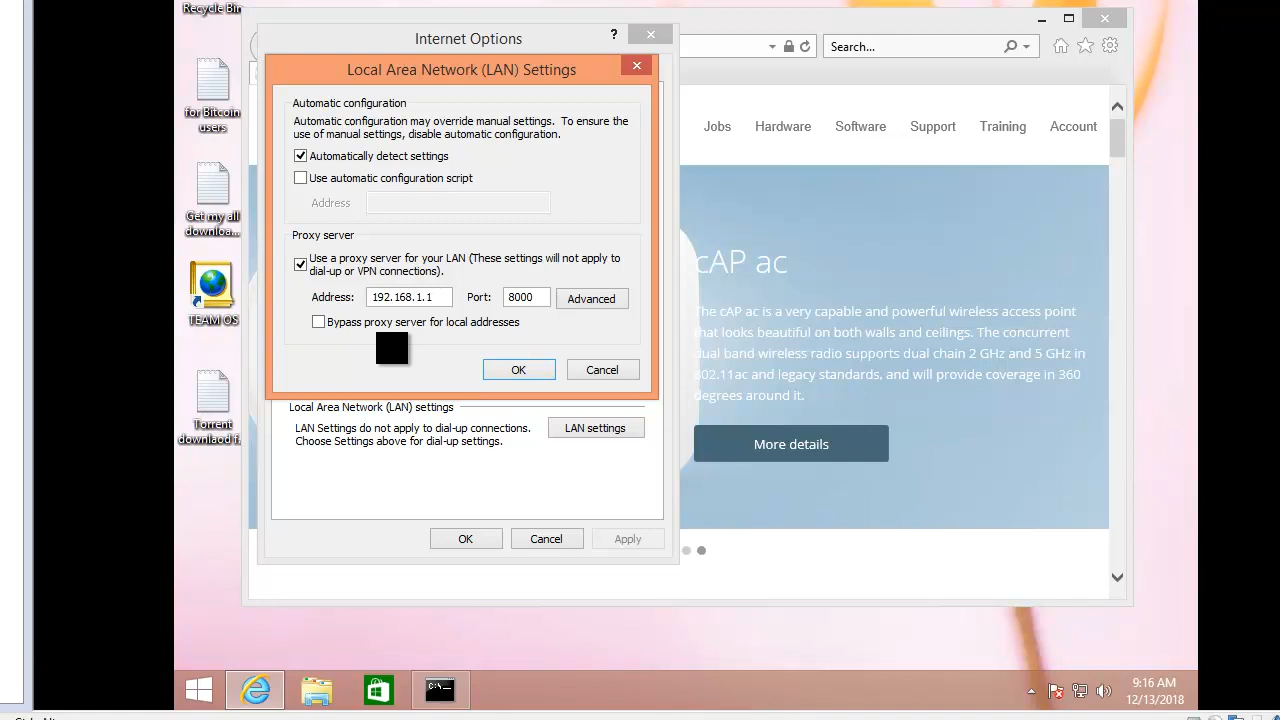 Recycle Bin
for Bitcoin
users
Get my all
downloa...
TEAM OS
Torrent
downlaod f...
Internet Options
?
Local Area Network (LAN) Settings
Automatic configuration
Automatic configuration may override manual settings. To ensure the
use of manual settings, disable automatic configuration.
Automatically detect settings
Use automatic configuration script
Address
Proxy server
Use a proxy server for your LAN (These settings will not apply to
dial-up or VPN connections).
Address: 192.168.1.1 Port: 8000 Advanced
Bypass proxy server for local addresses
OK Cancel
Local Area Network (LAN) settings
LAN Settings do not apply to dial-up connections.
Choose Settings above for dial-up settings.
LAN settings
OK Cancel Apply
Search...
Jobs Hardware Software Support Training Account
cAP ac
The cAP ac is a very capable and powerful wireless access point
that looks beautiful on both walls and ceilings. The concurrent
dual band wireless radio supports dual chain 2 GHz and 5 GHz in
802.11ac and legacy standards, and will provide coverage in 360
degrees around it.
More details
9:16 AM
12/13/2018